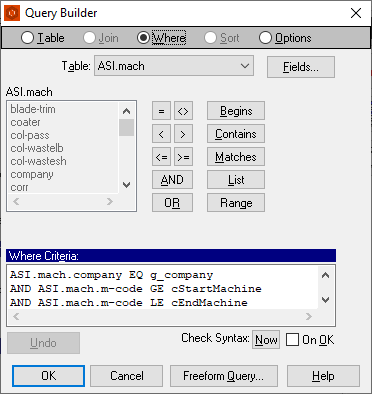 Query Builder
Table Join Where Sort Options
Table: ASI.mach Fields...
ASI.mach
blade-trim
coater
col-pass
col-wastelb
col-wastesh
company
corr
= <> Begins
< > Contains
<= >= Matches
AND List
OR Range
Where Criteria:
ASI.mach.company EQ g_company
AND ASI.mach.m-code GE cStartMachine
AND ASI.mach.m-code LE cEndMachine
Undo Check Syntax: Now On OK
OK Cancel Freeform Query... Help